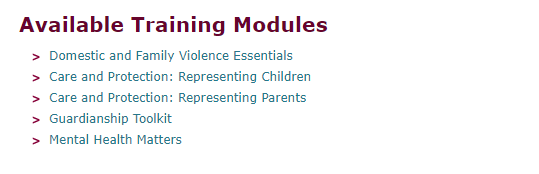 Available Training Modules
> Domestic and Family Violence Essentials
> Care and Protection: Representing Children
> Care and Protection: Representing Parents
> Guardianship Toolkit
> Mental Health Matters